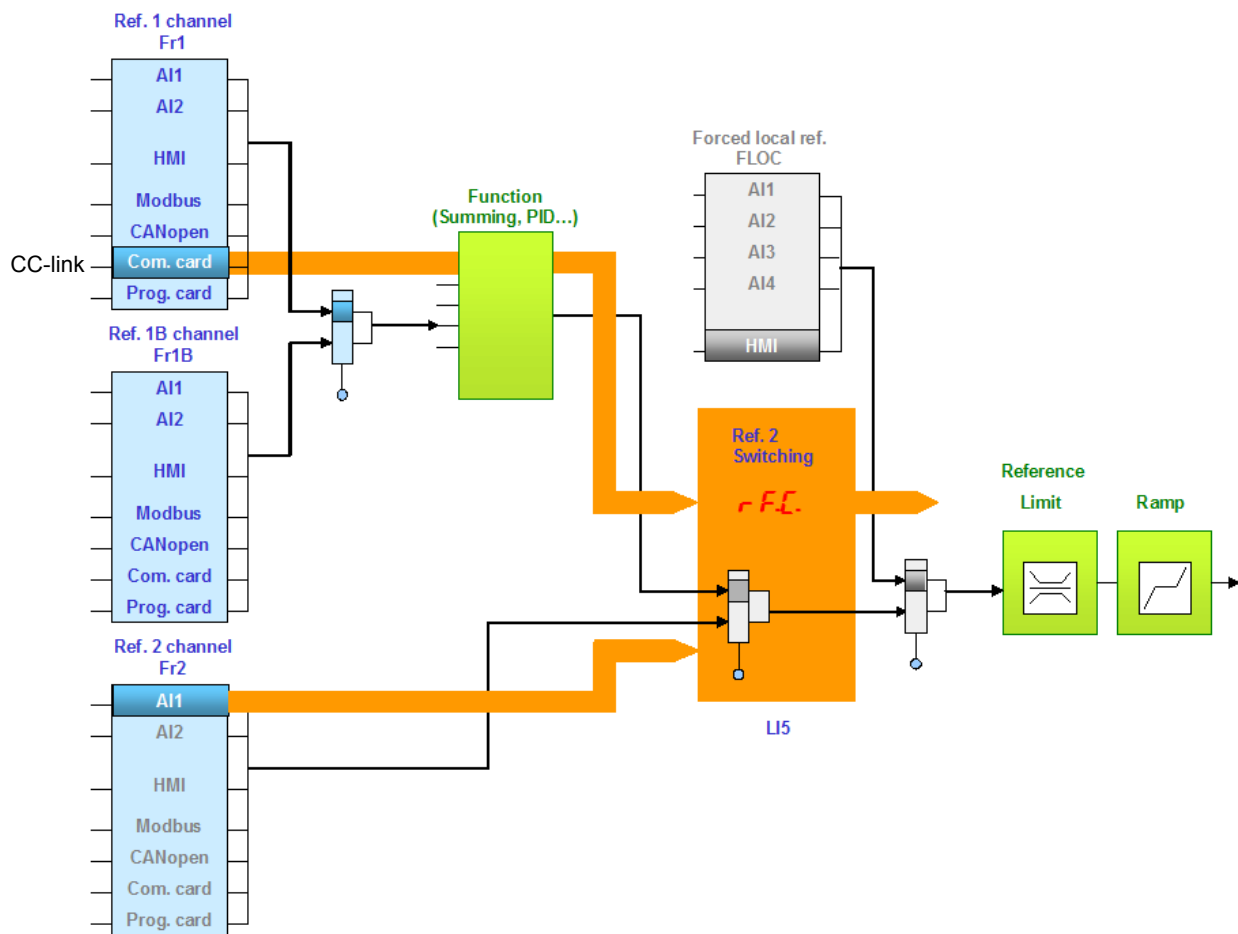 Ref. 1 channel
Fr1
AI1
AI2
HMI
Modbus
CANopen
CC-link
Com. card
Prog. card
Ref. 1B channel
Fr1B
AI1
AI2
HMI
Modbus
CANopen
Com. card
Prog. card
Ref. 2 channel
Fr2
AI1
AI2
HMI
Modbus
CANopen
Com. card
Prog. card
Function
(Summing, PID...)
Forced local ref.
FLOC
AI1
AI2
AI3
AI4
HMI
Ref. 2
Switching
rF.C.
LI5
Reference
Limit
Ramp